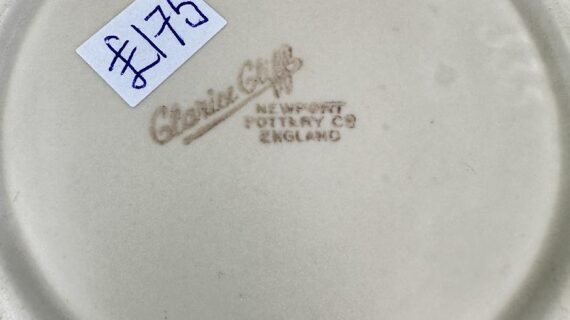 £175
Clarice Cliff
NEWPORT
POTTERY CO
ENGLAND